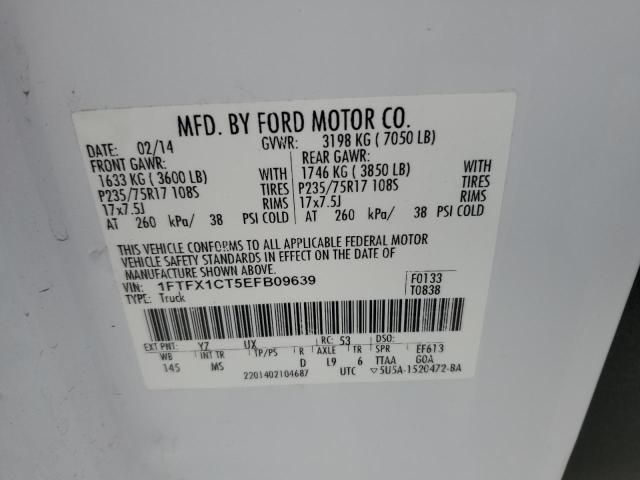 MFD. BY FORD MOTOR CO.
DATE: 02/14 GVWR: 3198 KG ( 7050 LB)
FRONT GAWR: REAR GAWR:
1633 KG ( 3600 LB) WITH 1746 KG ( 3850 LB) WITH
P235/75R17 108S TIRES P235/75R17 108S TIRES
17x7.5J RIMS 17x7.5J RIMS
AT 260 kPa/ 38 PSI COLD AT 260 kPa/ 38 PSI COLD
THIS VEHICLE CONFORMS TO ALL APPLICABLE FEDERAL MOTOR
VEHICLE SAFETY STANDARDS IN EFFECT ON THE DATE OF
MANUFACTURE SHOWN ABOVE.
VIN: 1FTFX1CT5EFB09639 F0133
TYPE: Truck T0838
EXT PNT: YZ UX RC: 53 DSO: EF613
WB INT TR TP/PS R AXLE TR SPR TTAA GOA
145 MS D L9 6
2201402104687 UTC ▽5U5A-1520472-BA